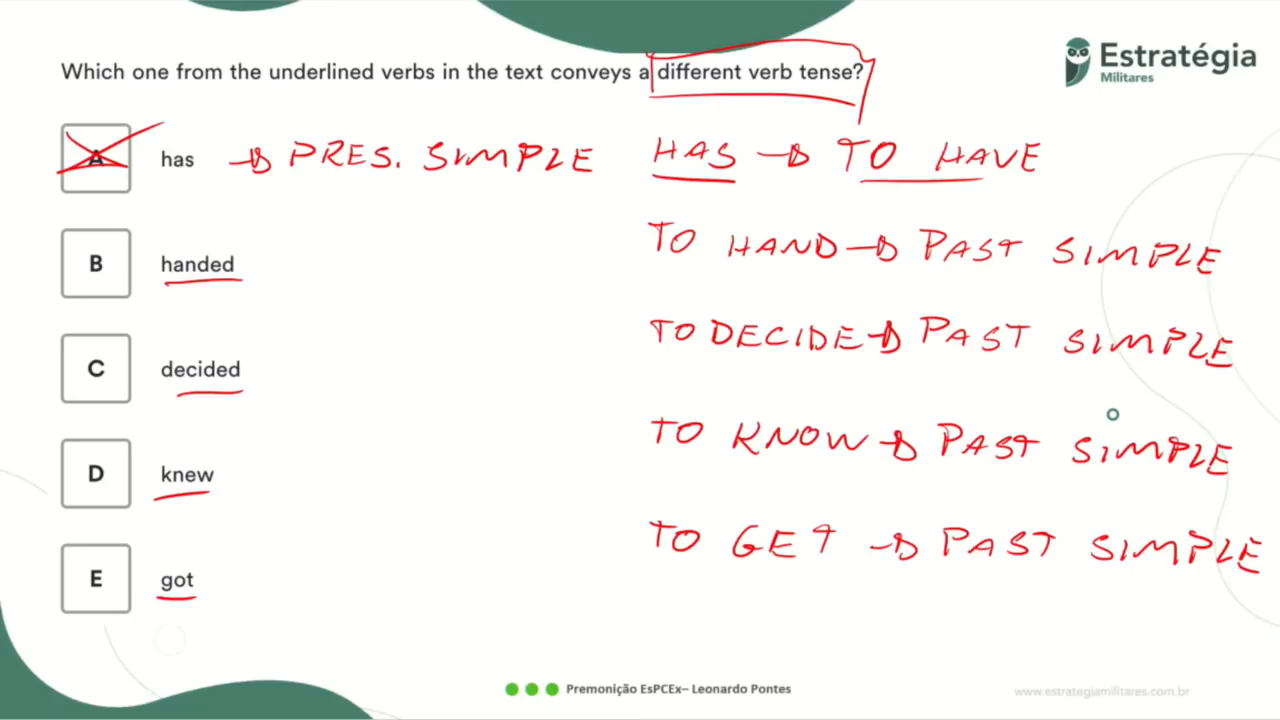 Estratégia
Militares
Which one from the underlined verbs in the text conveys a different verb tense?
A has → PRES. SIMPLE HAS → TO HAVE
B handed TO HAND → PAST SIMPLE
C decided TO DECIDE → PAST SIMPLE
D knew TO KNOW → PAST SIMPLE
E got TO GET → PAST SIMPLE
Premonição EsPCEx– Leonardo Pontes
www.estrategiamilitares.com.br